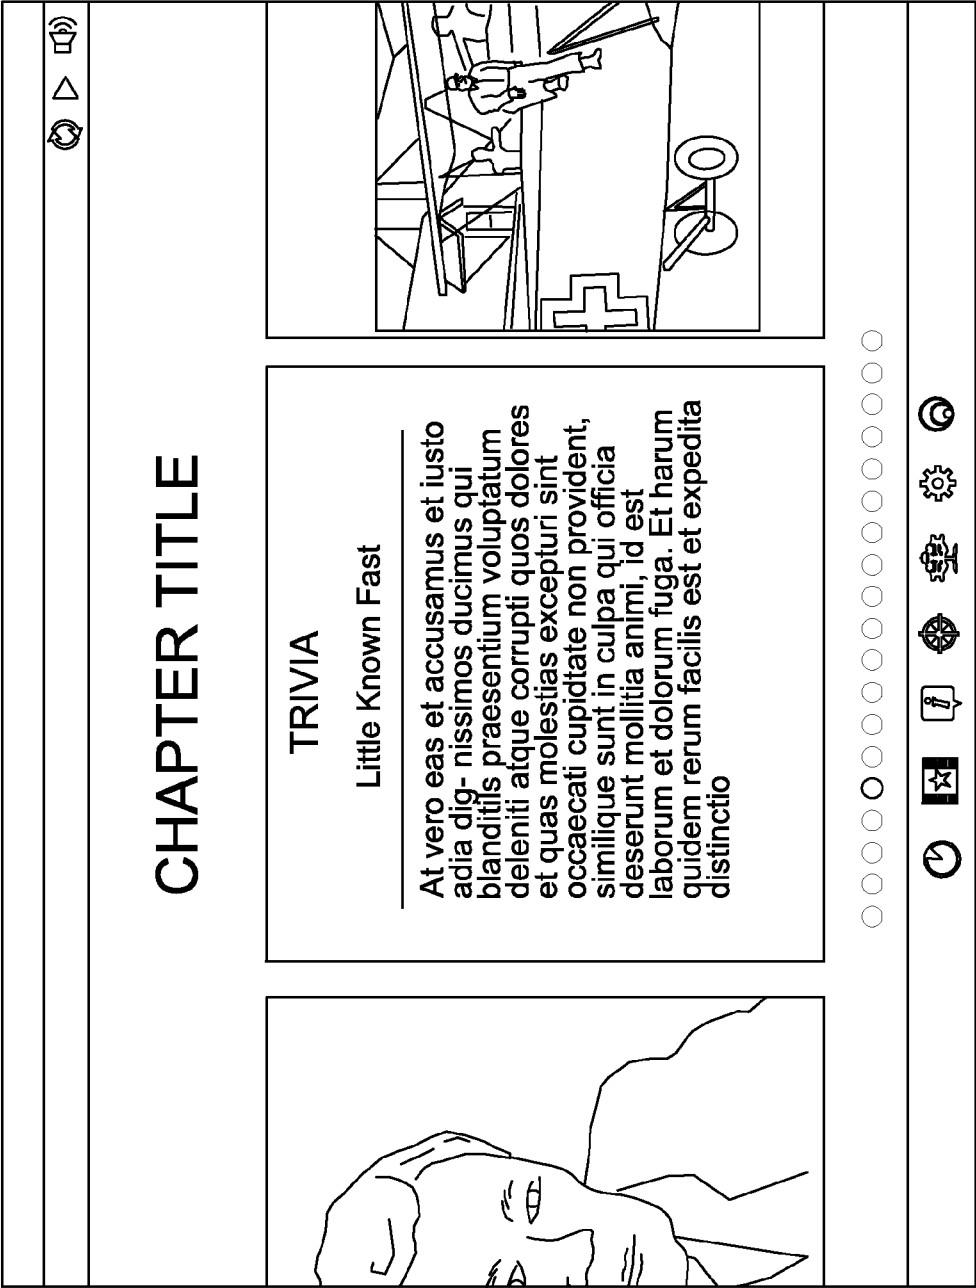 CHAPTER TITLE
TRIVIA
Little Known Fast
At vero eas et accusamus et iusto
adia dig- nissimos ducimus qui
blanditils praesentium voluptatum
deleniti atque corrupti quos dolores
et quas molestias excepturi sint
occaecati cupidtate non provident,
similique sunt in culpa qui officia
deserunt mollitia animi, id est
laborum et dolorum fuga. Et harum
quidem rerum facilis est et expedita
distinctio
i